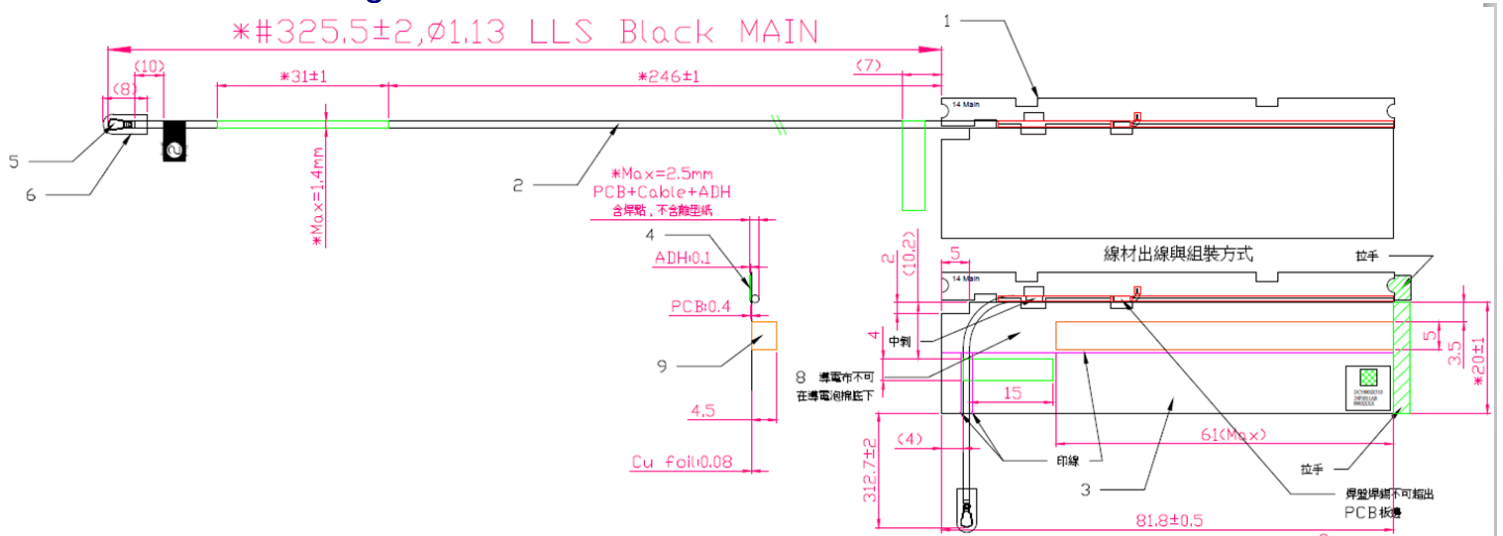 *#325.5±2,Ø1.13 LLS Black MAIN
1
(10)
*31±1
*246±1
(7)
(8)
14 Main
5
6
2
*Max=1.4mm
*Max=2.5mm
PCB+Cable+ADH
含焊點，不含離型紙
4
ADH:0.1
PCB:0.4
9
4.5
Cu foil:0.08
線材出線與組裝方式
拉手
2
(10.2)
5
14 Main
中剝
4
8 導電布不可
在導電泡棉底下
15
5
3.5
*20±1
312.7±2
(4)
61(Max)
印線
3
拉手
焊盤焊錫不可超出
PCB板邊
81.8±0.5